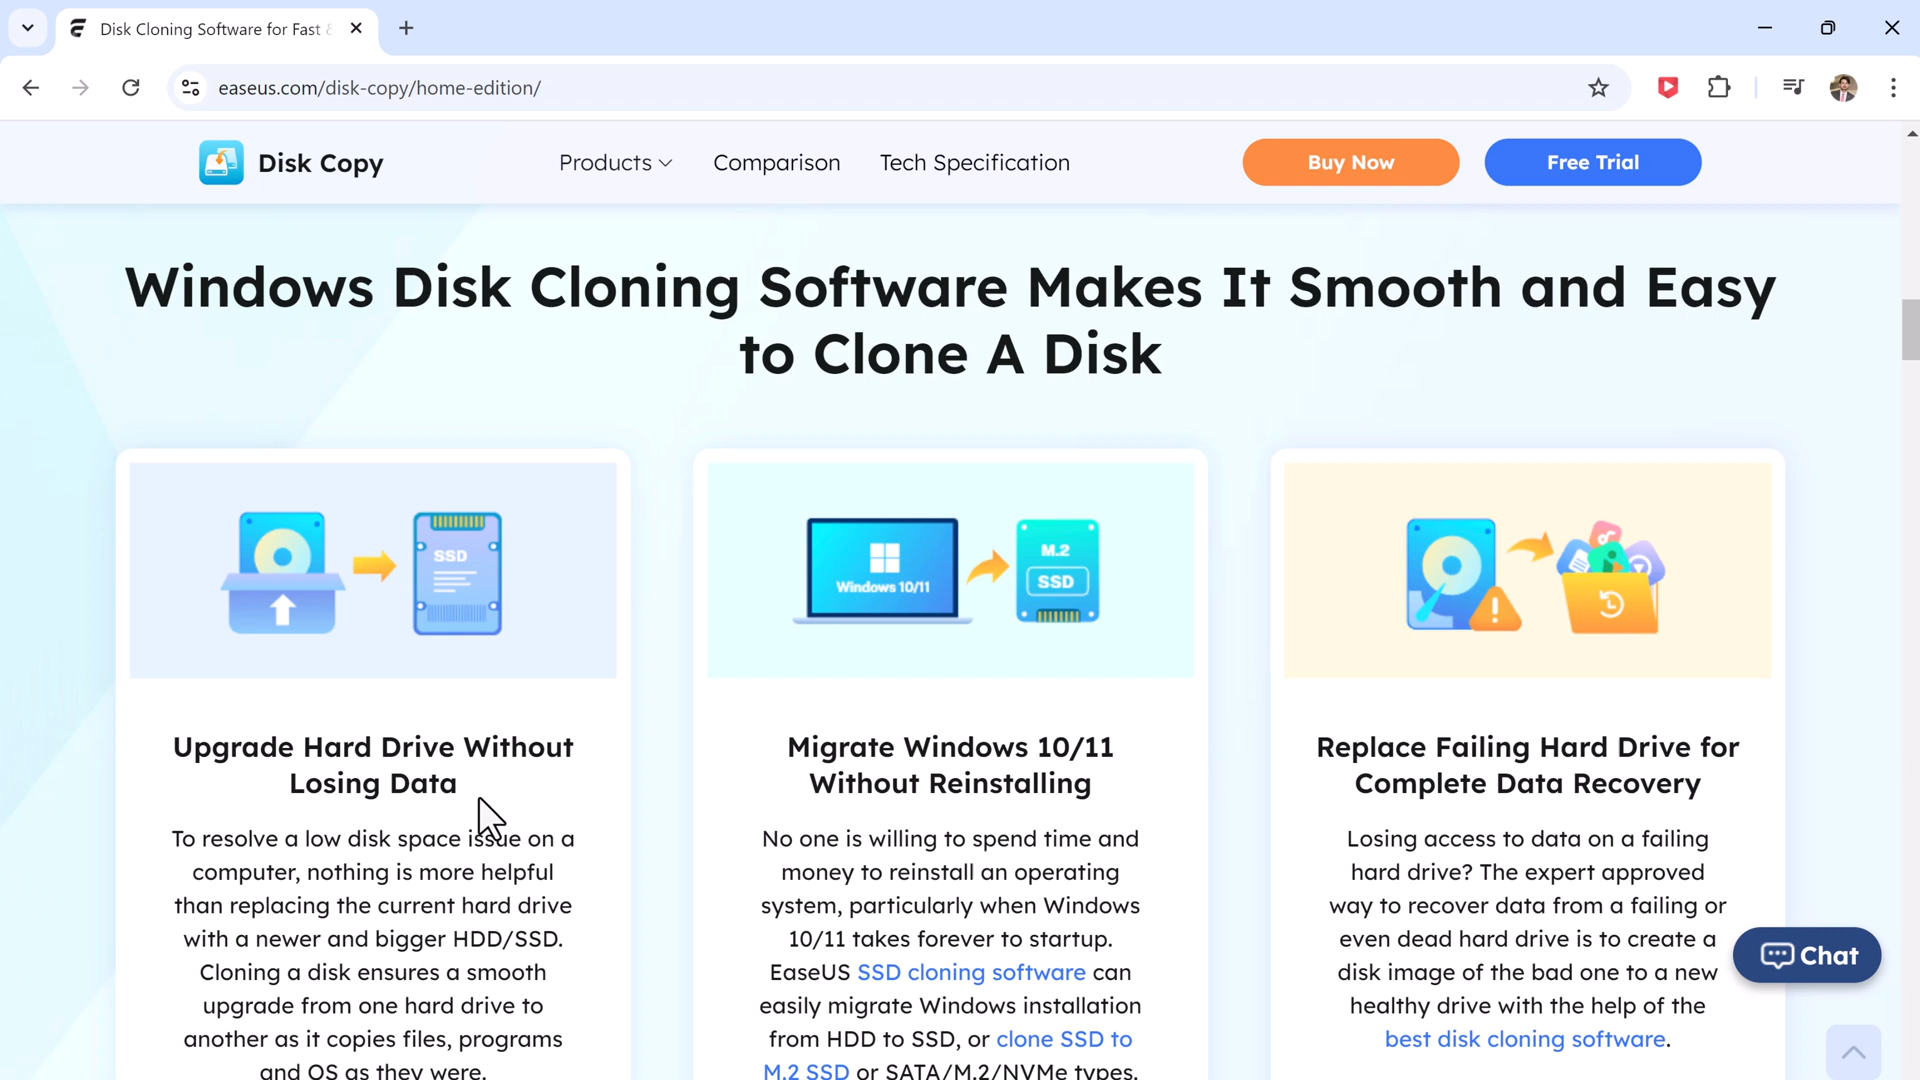 Disk Cloning Software for Fast
easeus.com/disk-copy/home-edition/
Disk Copy
Products
Comparison
Tech Specification
Buy Now
Free Trial
Windows Disk Cloning Software Makes It Smooth and Easy
to Clone A Disk
SSD
Windows 10/11
M.2
SSD
Upgrade Hard Drive Without
Losing Data
To resolve a low disk space issue on a
computer, nothing is more helpful
than replacing the current hard drive
with a newer and bigger HDD/SSD.
Cloning a disk ensures a smooth
upgrade from one hard drive to
another as it copies files, programs
and OS as they were.
Migrate Windows 10/11
Without Reinstalling
No one is willing to spend time and
money to reinstall an operating
system, particularly when Windows
10/11 takes forever to startup.
EaseUS SSD cloning software can
easily migrate Windows installation
from HDD to SSD, or clone SSD to
M.2 SSD or SATA/M.2/NVMe types.
Replace Failing Hard Drive for
Complete Data Recovery
Losing access to data on a failing
hard drive? The expert approved
way to recover data from a failing or
even dead hard drive is to create a
disk image of the bad one to a new
healthy drive with the help of the
best disk cloning software.
Chat